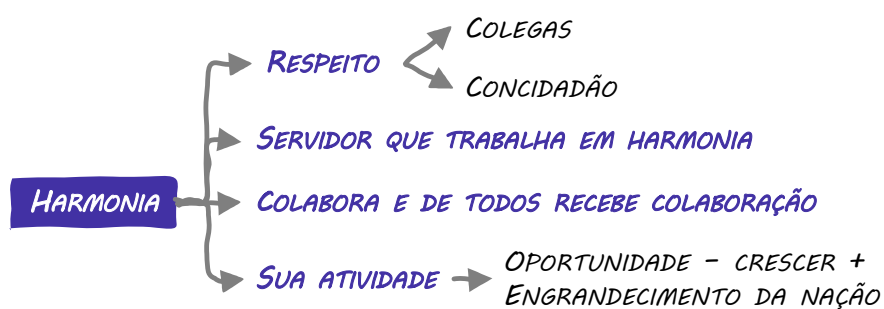 COLEGAS
RESPEITO
CONCIDADÃO
SERVIDOR QUE TRABALHA EM HARMONIA
HARMONIA
COLABORA E DE TODOS RECEBE COLABORAÇÃO
SUA ATIVIDADE
OPORTUNIDADE - CRESCER +
ENGRANDECIMENTO DA NAÇÃO